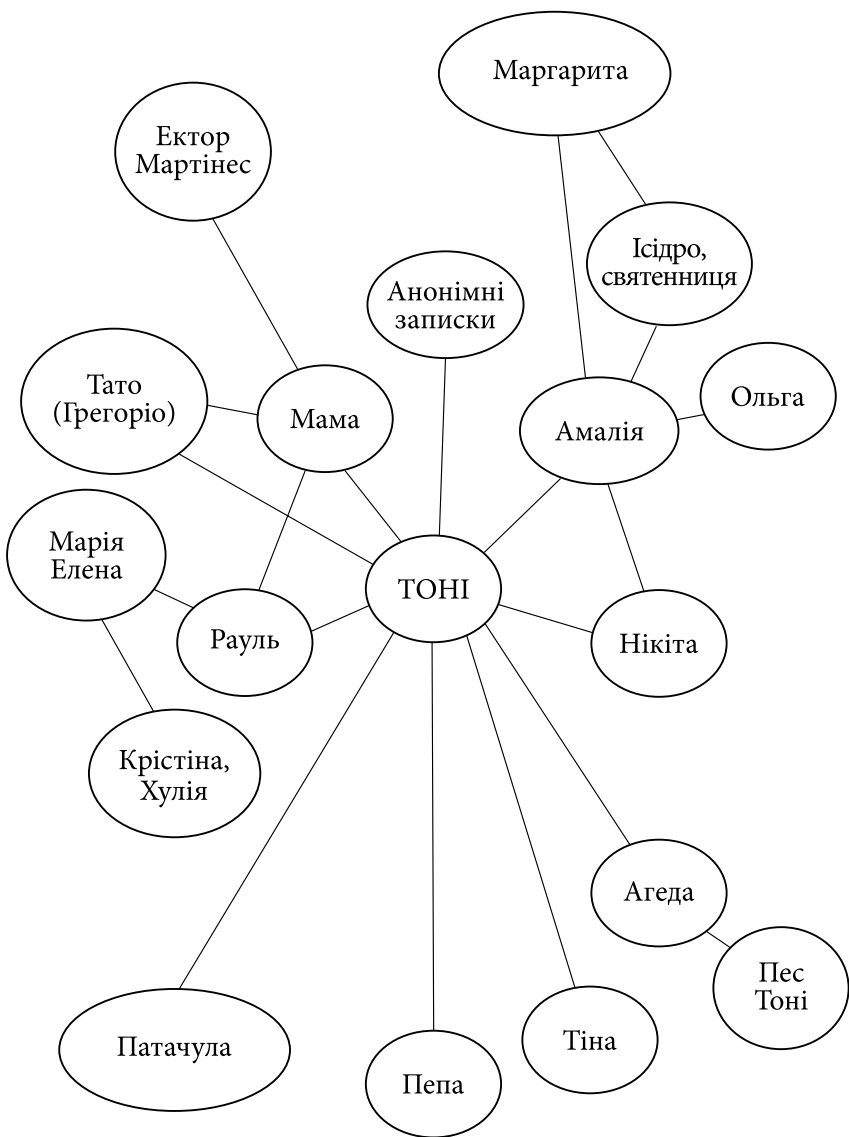 Маргарита
Ектор
Мартінес
Ісідро,
святенниця
Анонімні
записки
Тато
(Грегоріо)
Мама
Ольга
Амалія
Марія
Елена
ТОНІ
Рауль
Нікіта
Крістіна,
Хулія
Агеда
Пес
Тоні
Патачула
Тіна
Пепа